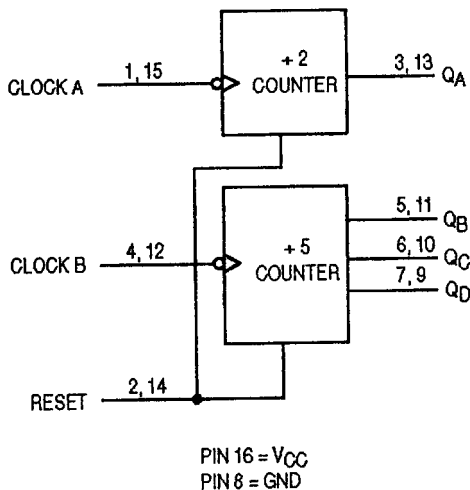 +2
COUNTER
CLOCK A
1, 15
3, 13
QA
+5
COUNTER
CLOCK B
4, 12
5, 11
QB
6, 10
QC
7, 9
QD
RESET
2, 14
PIN 16 = VCC
PIN 8 = GND